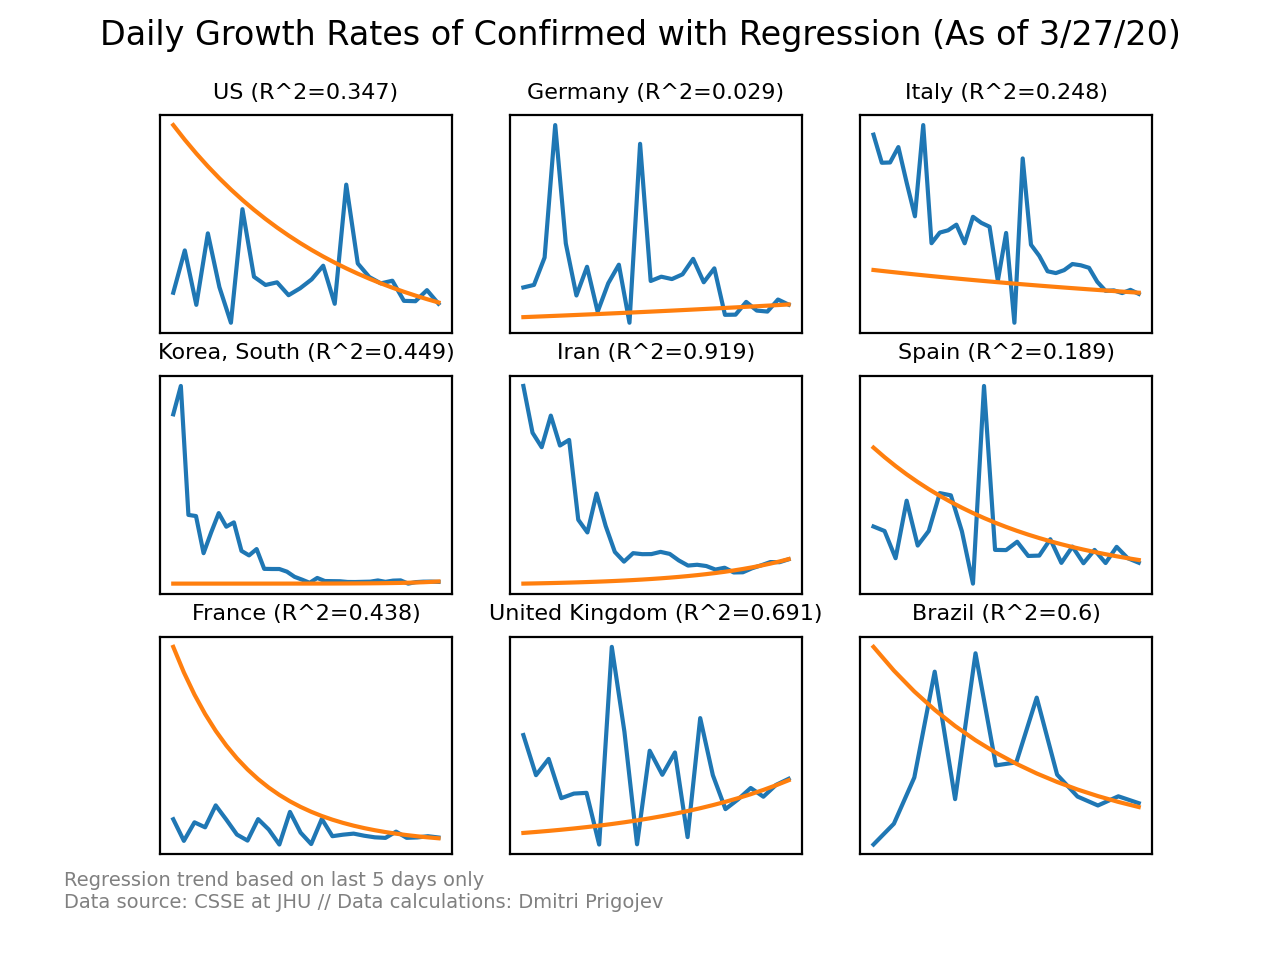 Daily Growth Rates of Confirmed with Regression (As of 3/27/20)
US (R^2=0.347)
Germany (R^2=0.029)
Italy (R^2=0.248)
Korea, South (R^2=0.449)
Iran (R^2=0.919)
Spain (R^2=0.189)
France (R^2=0.438)
United Kingdom (R^2=0.691)
Brazil (R^2=0.6)
Regression trend based on last 5 days only
Data source: CSSE at JHU // Data calculations: Dmitri Prigojev